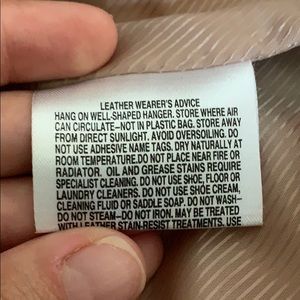 LEATHER WEARER'S ADVICE
HANG ON WELL-SHAPED HANGER. STORE WHERE AIR
CAN CIRCULATE–NOT IN PLASTIC BAG. STORE AWAY
FROM DIRECT SUNLIGHT. AVOID OVERSOILING. DO
NOT USE ADHESIVE NAME TAGS. DRY NATURALLY AT
ROOM TEMPERATURE.DO NOT PLACE NEAR FIRE OR
RADIATOR. OIL AND GREASE STAINS REQUIRE
SPECIALIST CLEANING. DO NOT USE SHOE, FLOOR OR
LAUNDRY CLEANERS. DO NOT USE SHOE CREAM,
CLEANING FLUID OR SADDLE SOAP. DO NOT WASH–
DO NOT STEAM–DO NOT IRON. MAY BE TREATED
WITH LEATHER STAIN-RESIST TREATMENTS. USE